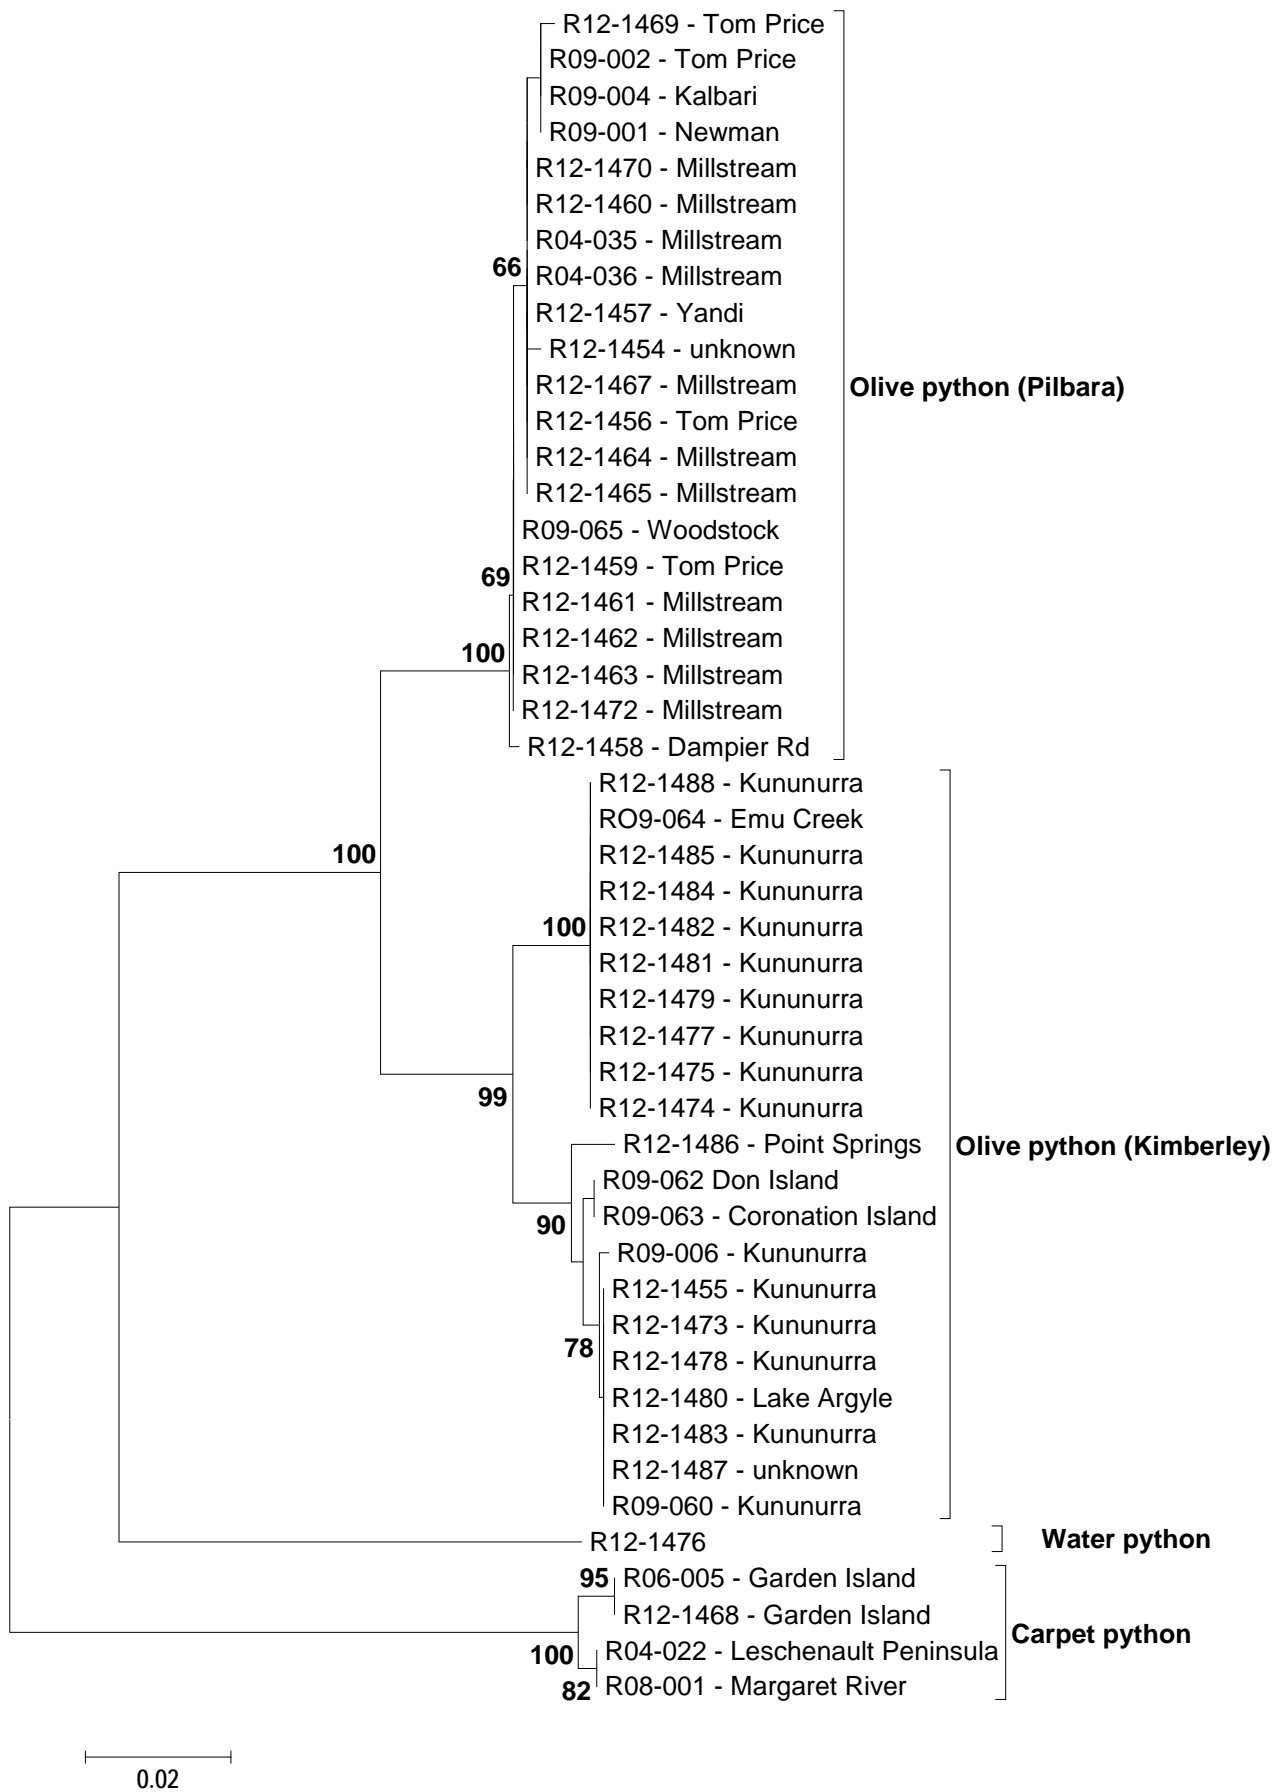 R12-1469 - Tom Price
R09-002 - Tom Price
R09-004 - Kalbari
R09-001 - Newman
R12-1470 - Millstream
R12-1460 - Millstream
R04-035 - Millstream
66
R04-036 - Millstream
R12-1457 - Yandi
R12-1454 - unknown
R12-1467 - Millstream
Olive python (Pilbara)
R12-1456 - Tom Price
R12-1464 - Millstream
R12-1465 - Millstream
R09-065 - Woodstock
R12-1459 - Tom Price
69
R12-1461 - Millstream
R12-1462 - Millstream
100
R12-1463 - Millstream
R12-1472 - Millstream
R12-1458 - Dampier Rd
R12-1488 - Kununurra
RO9-064 - Emu Creek
100
R12-1485 - Kununurra
R12-1484 - Kununurra
100
R12-1482 - Kununurra
R12-1481 - Kununurra
R12-1479 - Kununurra
R12-1477 - Kununurra
R12-1475 - Kununurra
99
R12-1474 - Kununurra
R12-1486 - Point Springs
Olive python (Kimberley)
R09-062 Don Island
R09-063 - Coronation Island
90
R09-006 - Kununurra
R12-1455 - Kununurra
R12-1473 - Kununurra
78
R12-1478 - Kununurra
R12-1480 - Lake Argyle
R12-1483 - Kununurra
R12-1487 - unknown
R09-060 - Kununurra
R12-1476
Water python
95
R06-005 - Garden Island
R12-1468 - Garden Island
Carpet python
100
R04-022 - Leschenault Peninsula
82
R08-001 - Margaret River
0.02